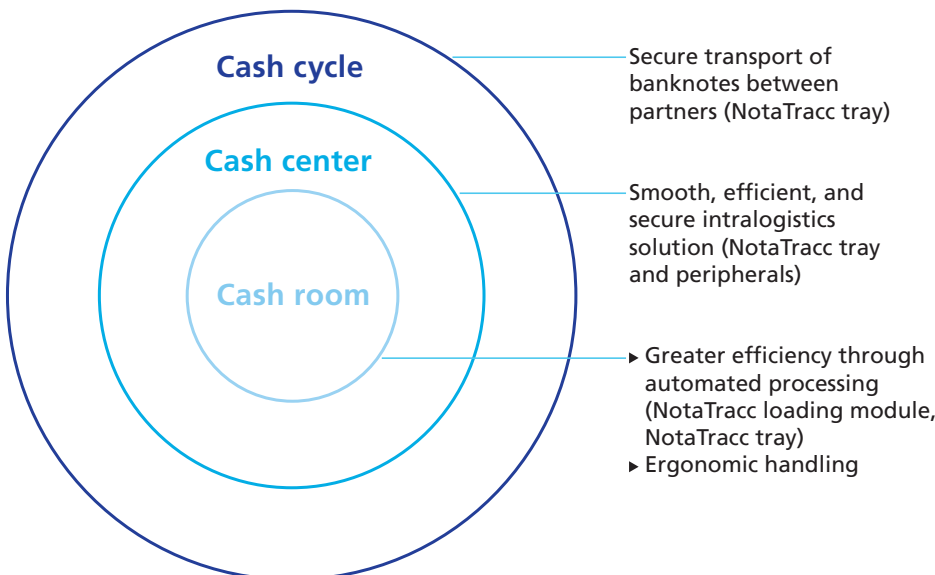 Cash cycle
Secure transport of
banknotes between
partners (NotaTracc tray)
Cash center
Smooth, efficient, and
secure intralogistics
solution (NotaTracc tray
and peripherals)
Cash room
▸ Greater efficiency through
automated processing
(NotaTracc loading module,
NotaTracc tray)
▸ Ergonomic handling